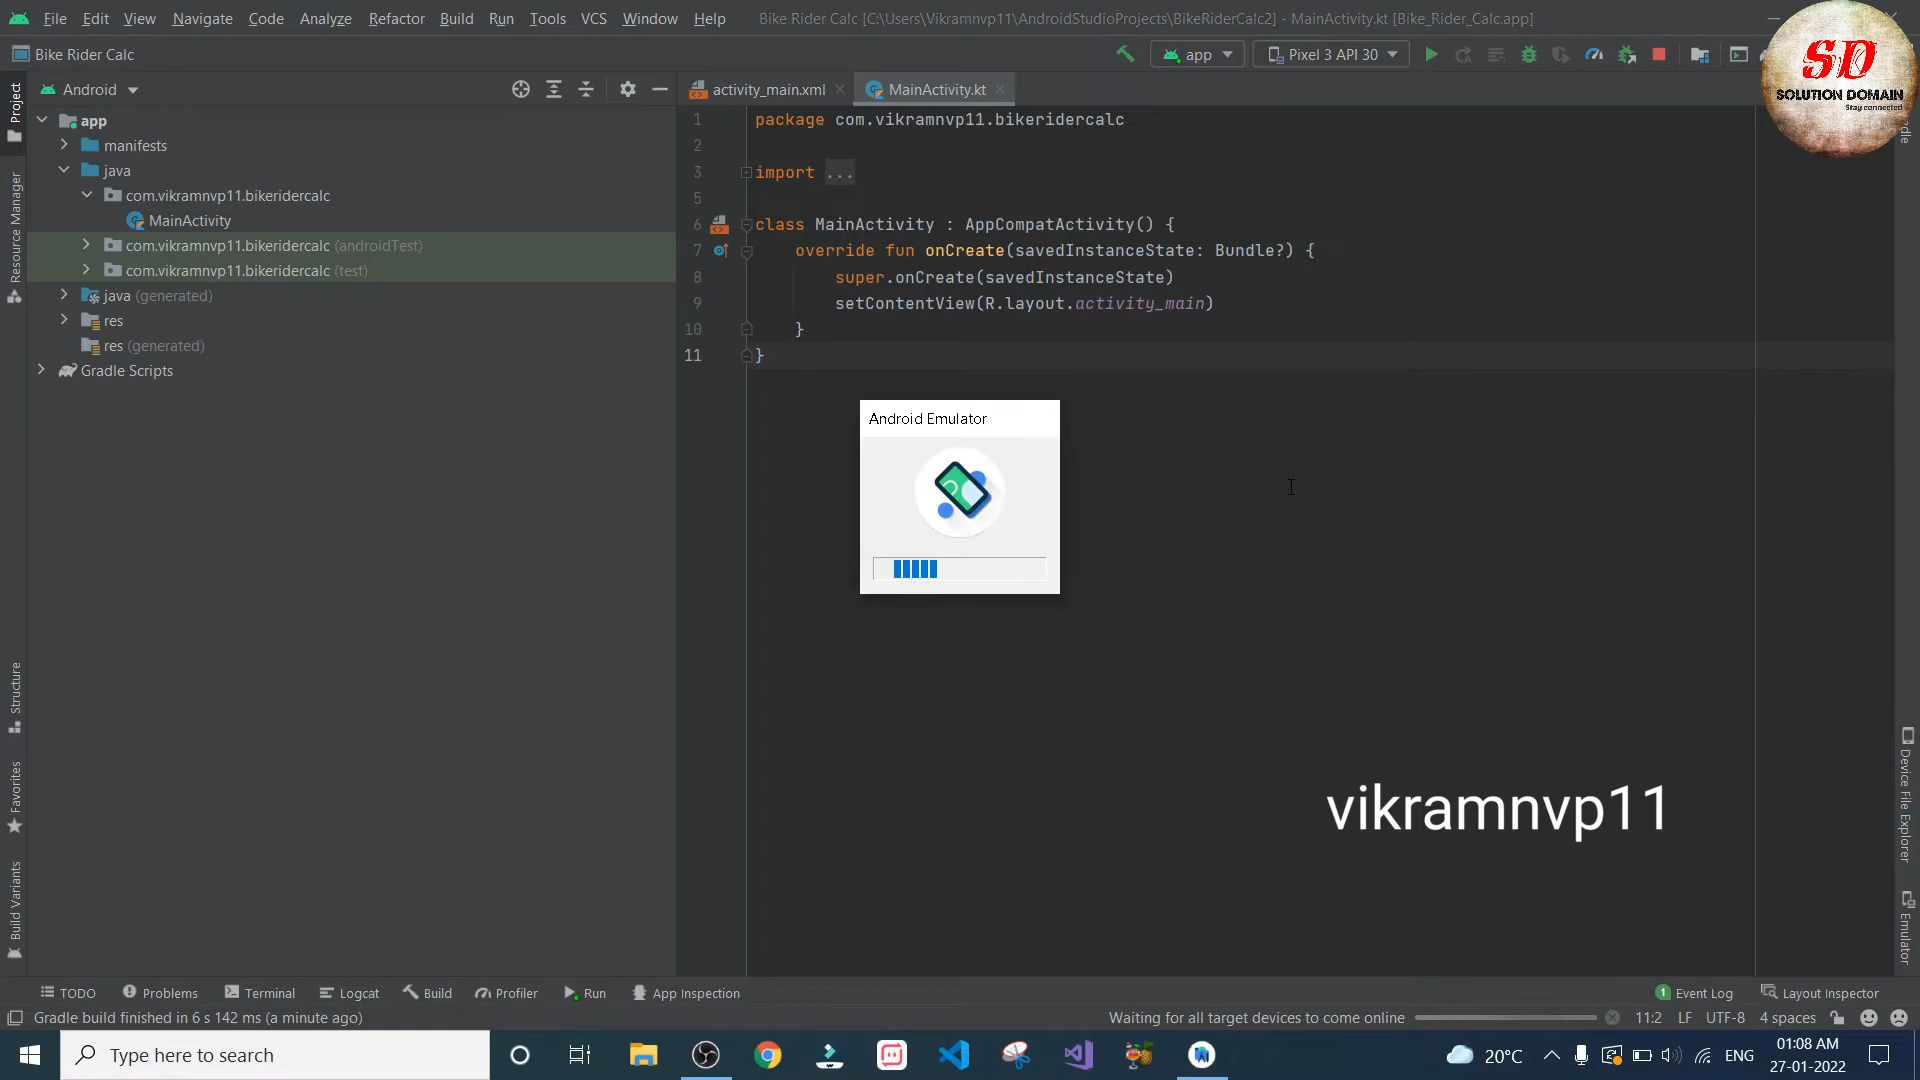 File Edit View Navigate Code Analyze Refactor Build Run Tools VCS Window Help Bike Rider Calc [C:\Users\Vikramnvp11\AndroidStudioProjects\BikeRiderCalc2] - MainActivity.kt [Bike_Rider_Calc.app]
Bike Rider Calc
app
Pixel 3 API 30
SD
SOLUTION DOMAIN
Stay connected
Project
Android
activity_main.xml
MainActivity.kt
app
manifests
java
com.vikramnvp11.bikeridercalc
MainActivity
com.vikramnvp11.bikeridercalc (androidTest)
com.vikramnvp11.bikeridercalc (test)
java (generated)
res
res (generated)
Gradle Scripts
Resource Manager
Structure
Favorites
Build Variants
1 package com.vikramnvp11.bikeridercalc
2
3 import ...
5
6 class MainActivity : AppCompatActivity() {
7 override fun onCreate(savedInstanceState: Bundle?) {
8 super.onCreate(savedInstanceState)
9 setContentView(R.layout.activity_main)
10 }
11 }
Android Emulator
vikramnvp11
Device File Explorer
Emulator
TODO Problems Terminal Logcat Build Profiler Run App Inspection
1 Event Log Layout Inspector
Gradle build finished in 6 s 142 ms (a minute ago)
Waiting for all target devices to come online
11:2 LF UTF-8 4 spaces
Type here to search
20°C
ENG
01:08 AM
27-01-2022